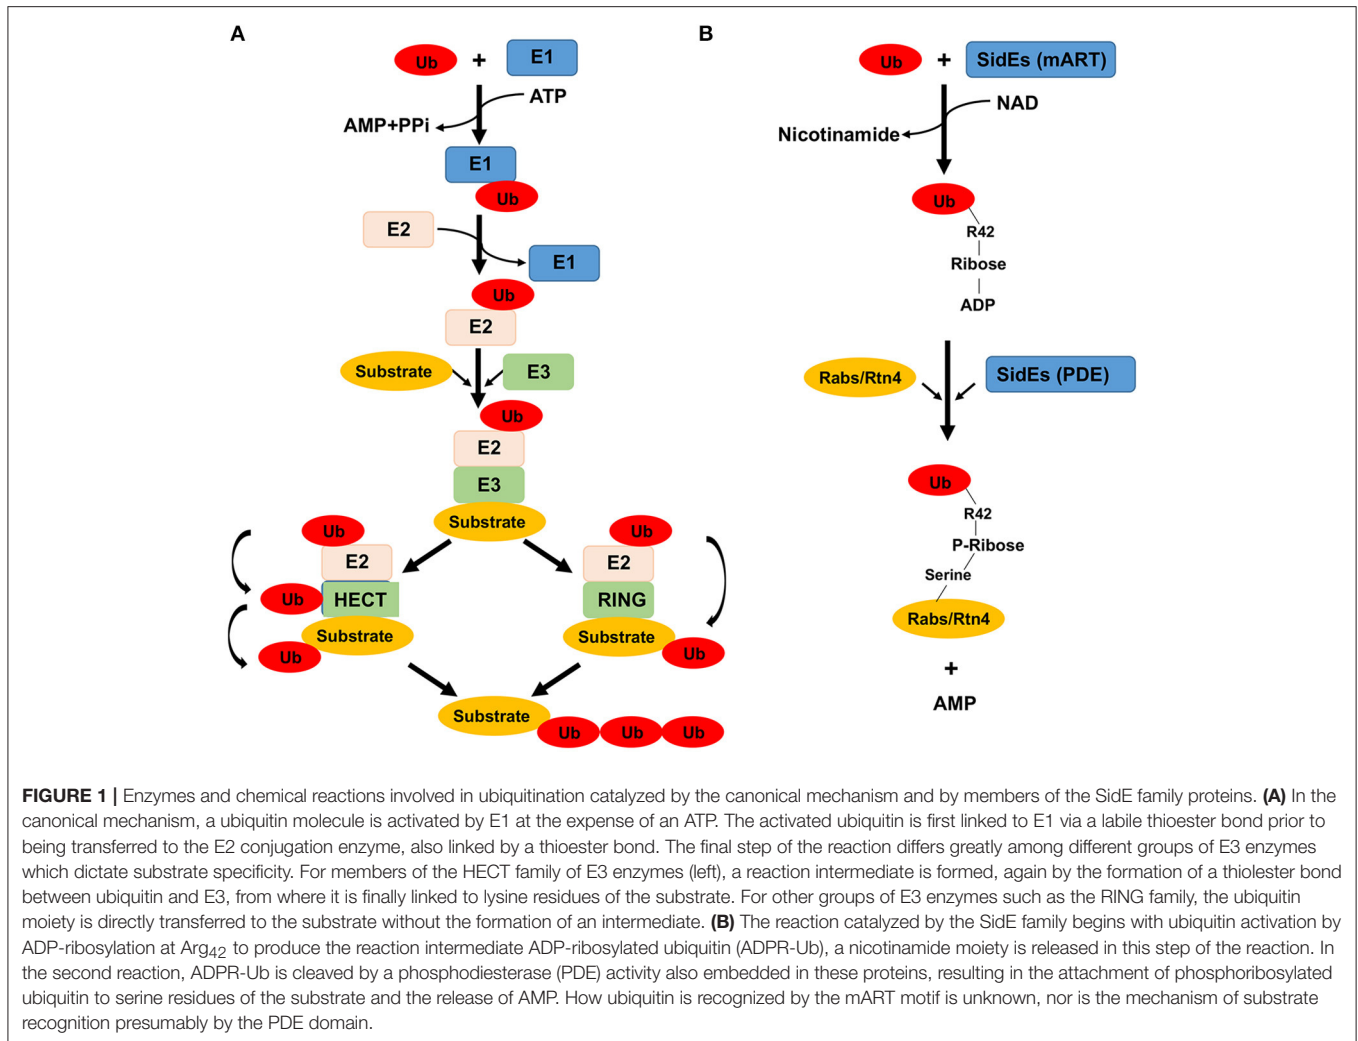 A
Ub + E1
ATP
AMP+PPi
E1
Ub
E2
E1
Ub
E2
Substrate
E3
Ub
E2
E3
Substrate
Ub
E2
Ub
HECT
Substrate
Ub
Ub
E2
RING
Substrate
Ub
Substrate
Ub Ub Ub
B
Ub + SidEs (mART)
NAD
Nicotinamide
Ub
R42
Ribose
ADP
Rabs/Rtn4
SidEs (PDE)
Ub
R42
P-Ribose
Serine
Rabs/Rtn4
+
AMP
FIGURE 1 | Enzymes and chemical reactions involved in ubiquitination catalyzed by the canonical mechanism and by members of the SidE family proteins. (A) In the
canonical mechanism, a ubiquitin molecule is activated by E1 at the expense of an ATP. The activated ubiquitin is first linked to E1 via a labile thioester bond prior to
being transferred to the E2 conjugation enzyme, also linked by a thioester bond. The final step of the reaction differs greatly among different groups of E3 enzymes
which dictate substrate specificity. For members of the HECT family of E3 enzymes (left), a reaction intermediate is formed, again by the formation of a thiolester bond
between ubiquitin and E3, from where it is finally linked to lysine residues of the substrate. For other groups of E3 enzymes such as the RING family, the ubiquitin
moiety is directly transferred to the substrate without the formation of an intermediate. (B) The reaction catalyzed by the SidE family begins with ubiquitin activation by
ADP-ribosylation at Arg42 to produce the reaction intermediate ADP-ribosylated ubiquitin (ADPR-Ub), a nicotinamide moiety is released in this step of the reaction. In
the second reaction, ADPR-Ub is cleaved by a phosphodiesterase (PDE) activity also embedded in these proteins, resulting in the attachment of phosphoribosylated
ubiquitin to serine residues of the substrate and the release of AMP. How ubiquitin is recognized by the mART motif is unknown, nor is the mechanism of substrate
recognition presumably by the PDE domain.